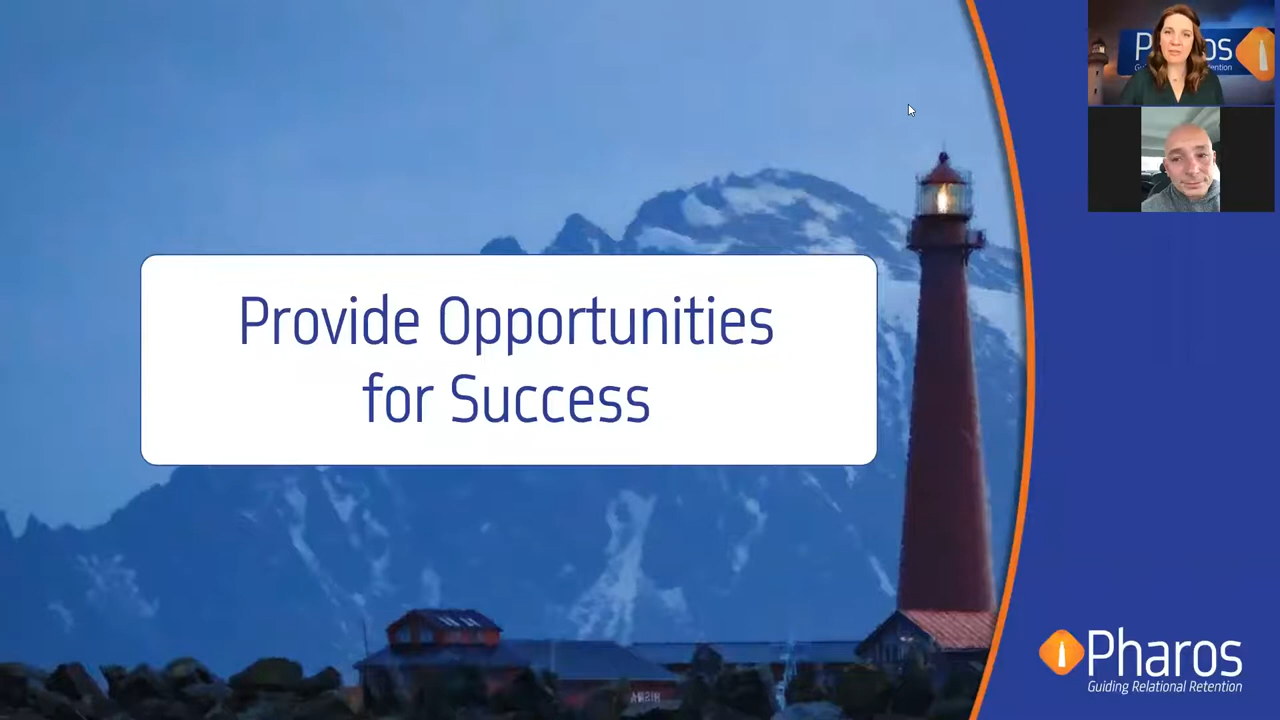 Provide Opportunities
for Success
Pharos
Guiding Relational Retention